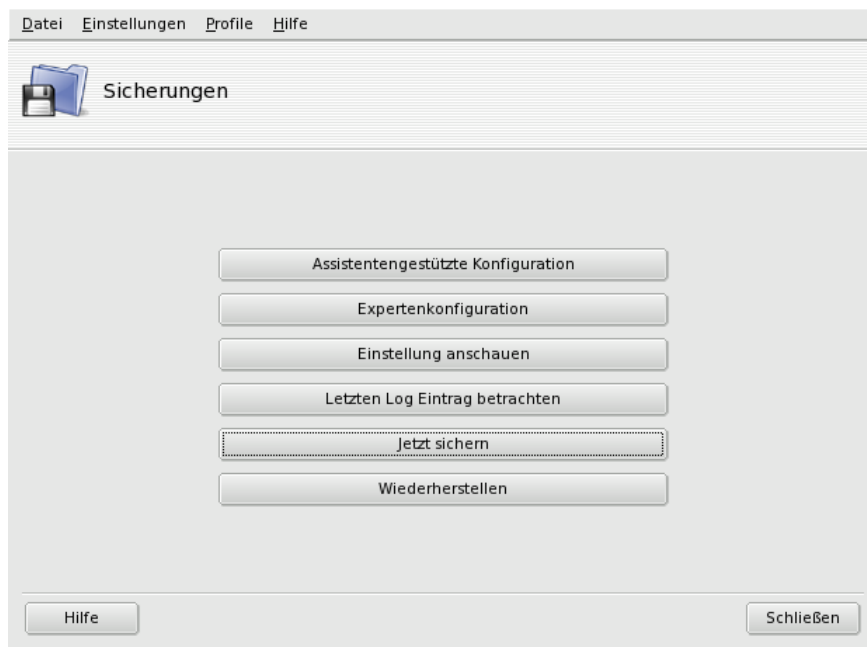 Datei Einstellungen Profile Hilfe
Sicherungen
Assistentengestützte Konfiguration
Expertenkonfiguration
Einstellung anschauen
Letzten Log Eintrag betrachten
Jetzt sichern
Wiederherstellen
Hilfe Schließen